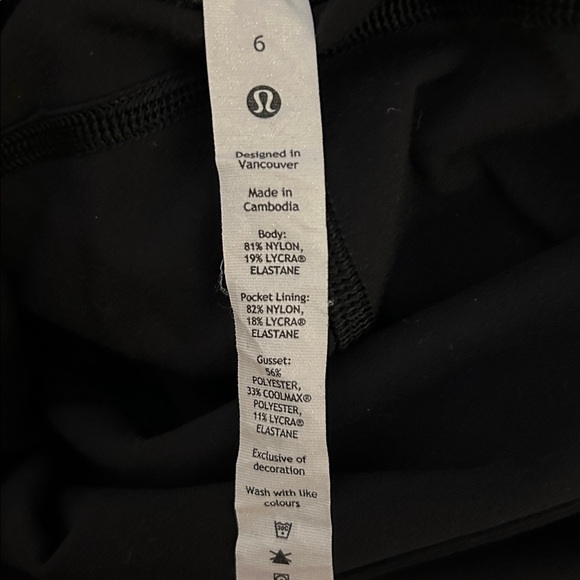 6
Designed in
Vancouver
Made in
Cambodia
Body:
81% NYLON,
19% LYCRA®
ELASTANE
Pocket Lining:
82% NYLON,
18% LYCRA®
ELASTANE
Gusset:
56%
POLYESTER,
33% COOLMAX®
POLYESTER,
11% LYCRA®
ELASTANE
Exclusive of
decoration
Wash with like
colours
30C